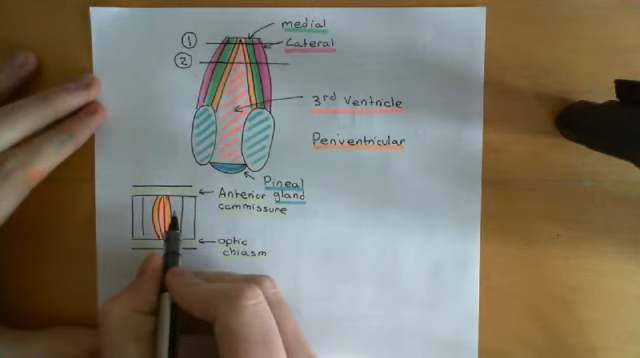 medial
① Lateral
②
3rd Ventricle
Periventricular
Pineal
gland
Anterior
commissure
optic
chiasm